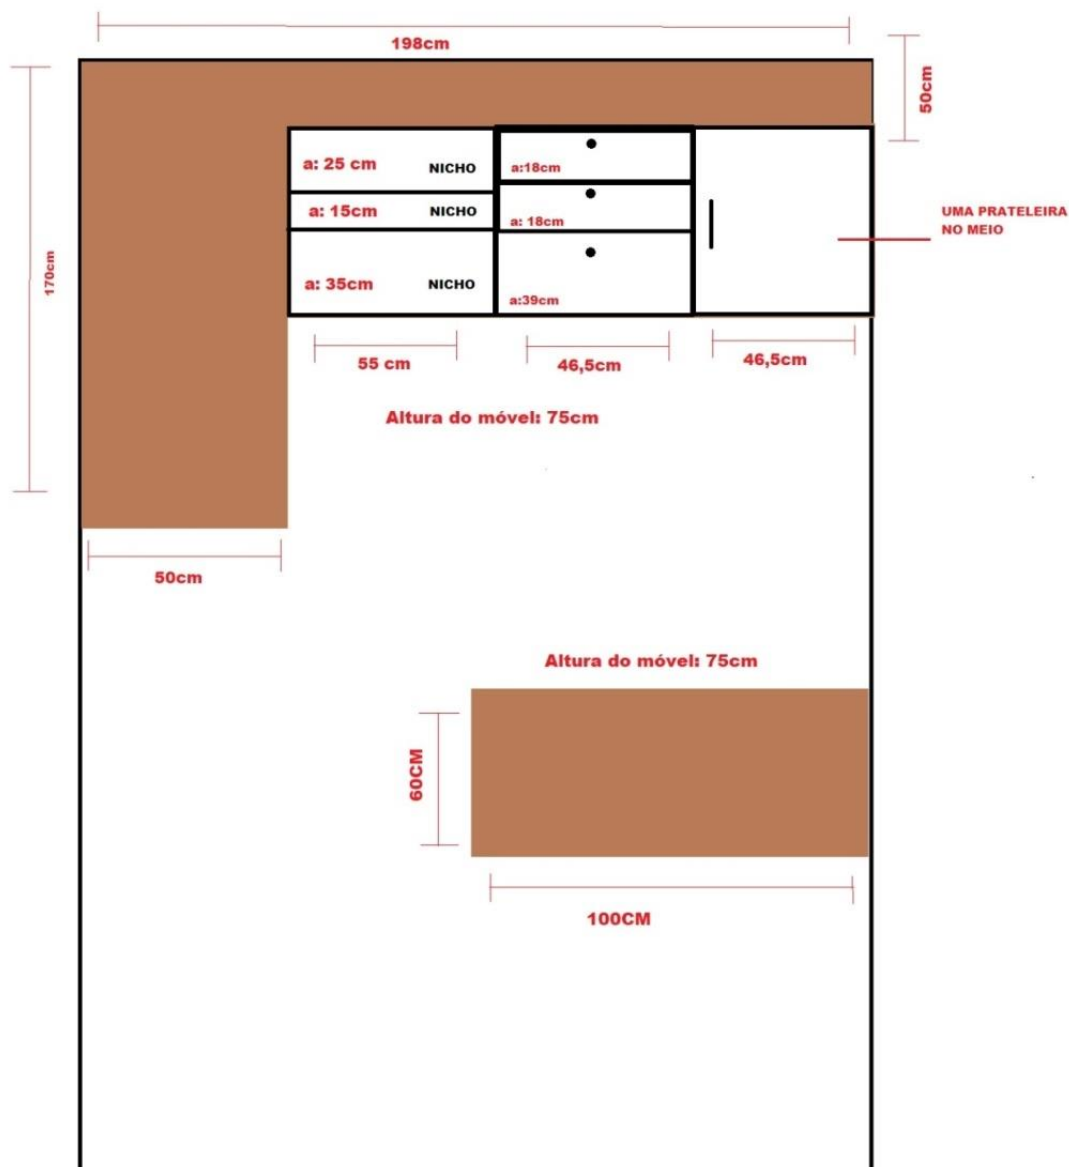 198cm
50cm
a: 25 cm
NICHO
a:18cm
a: 15cm
NICHO
a: 18cm
UMA PRATELEIRA
NO MEIO
170cm
a: 35cm
NICHO
a:39cm
55 cm
46,5cm
46,5cm
Altura do móvel: 75cm
50cm
Altura do móvel: 75cm
60CM
100CM